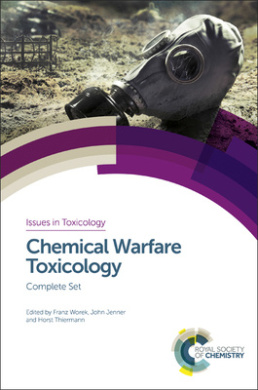 Issues in Toxicology
Chemical Warfare
Toxicology
Complete Set
Edited by Franz Worek, John Jenner
and Horst Thiermann
ROYAL SOCIETY
OF CHEMISTRY